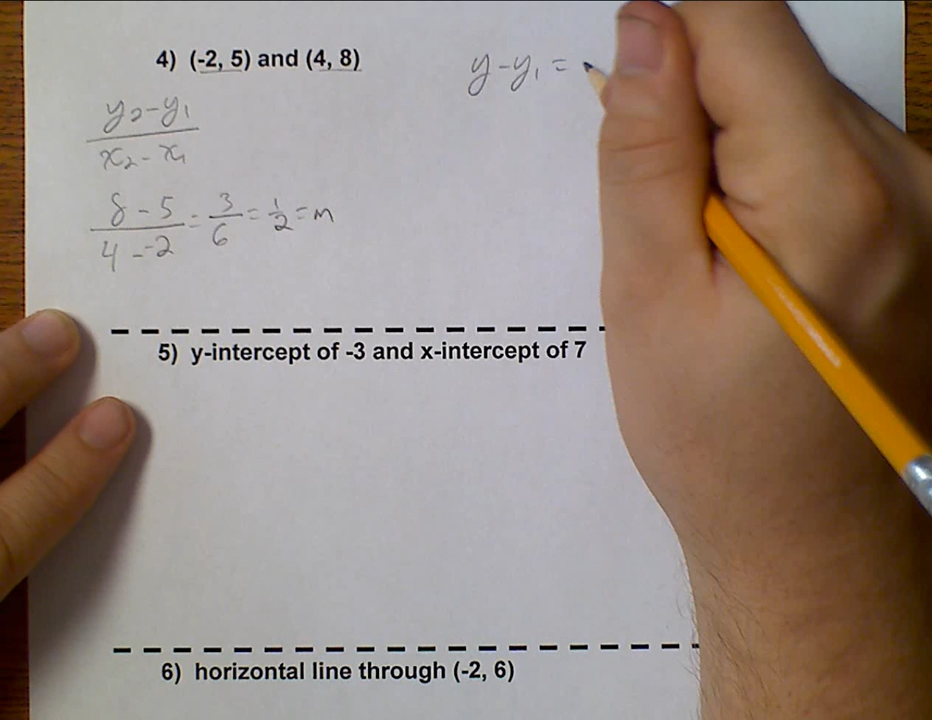 4) (-2, 5) and (4, 8)
y - y₁ =
y₂ - y₁
x₂ - x₁
8 - 5
4 - -2
= 3/6 = 1/2 = m
5) y-intercept of -3 and x-intercept of 7
6) horizontal line through (-2, 6)